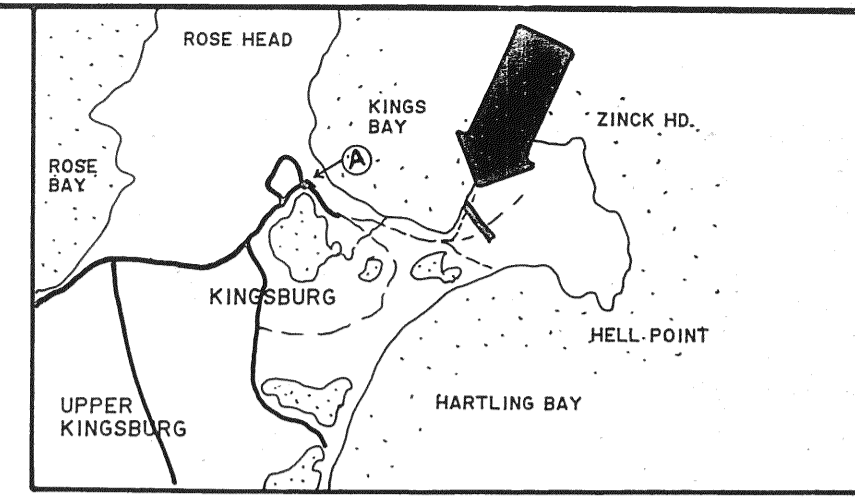 ROSE HEAD
KINGS
BAY
ZINCK HD.
A
ROSE
BAY
KINGSBURG
HELL POINT
UPPER
KINGSBURG
HARTLING BAY